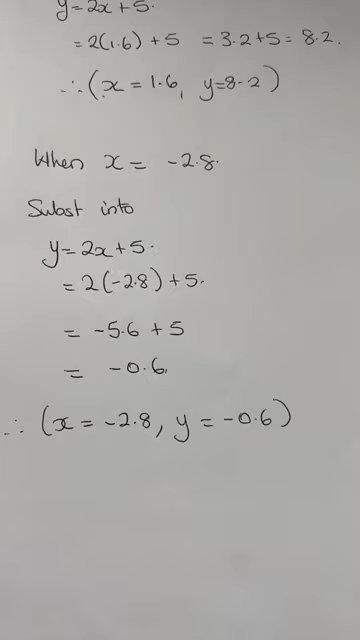 y = 2x + 5.
= 2(1.6) + 5 = 3.2 + 5 = 8.2.
∴ (x = 1.6, y = 8.2)
When x = -2.8.
Subst into
y = 2x + 5.
= 2(-2.8) + 5.
= -5.6 + 5
= -0.6.
∴ (x = -2.8, y = -0.6)